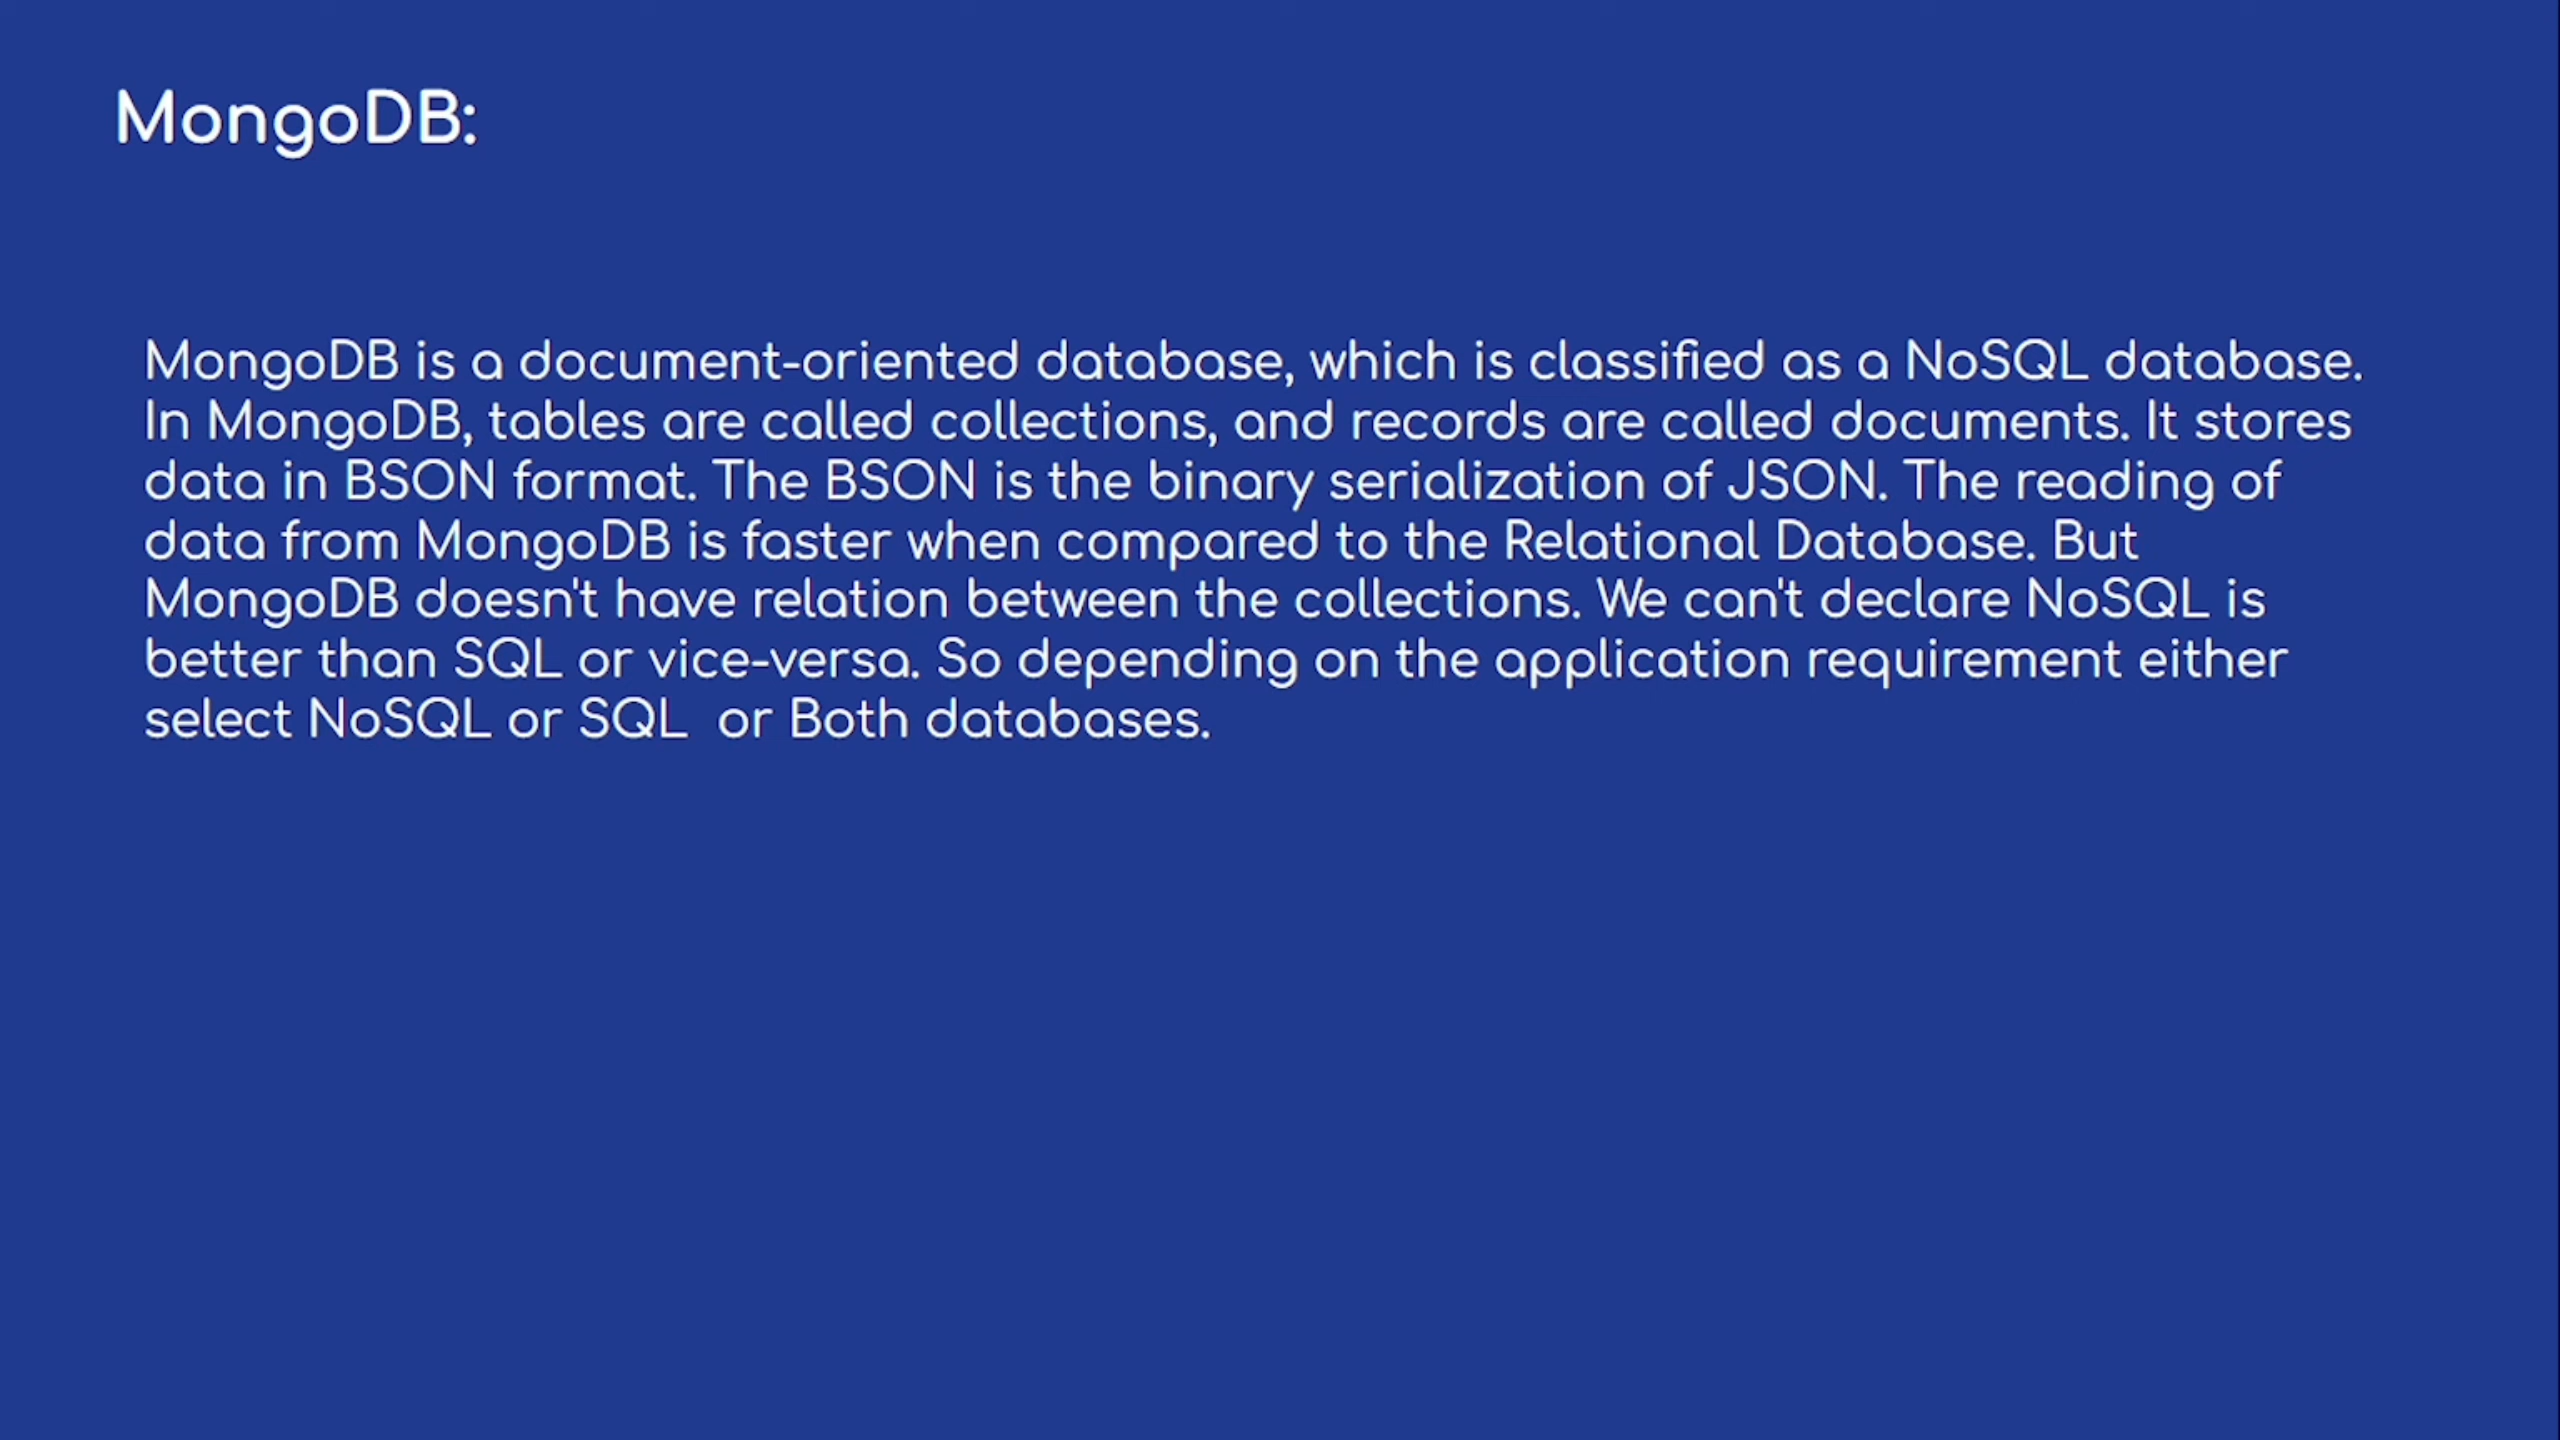 MongoDB:
MongoDB is a document-oriented database, which is classified as a NoSQL database.
In MongoDB, tables are called collections, and records are called documents. It stores
data in BSON format. The BSON is the binary serialization of JSON. The reading of
data from MongoDB is faster when compared to the Relational Database. But
MongoDB doesn't have relation between the collections. We can't declare NoSQL is
better than SQL or vice-versa. So depending on the application requirement either
select NoSQL or SQL  or Both databases.